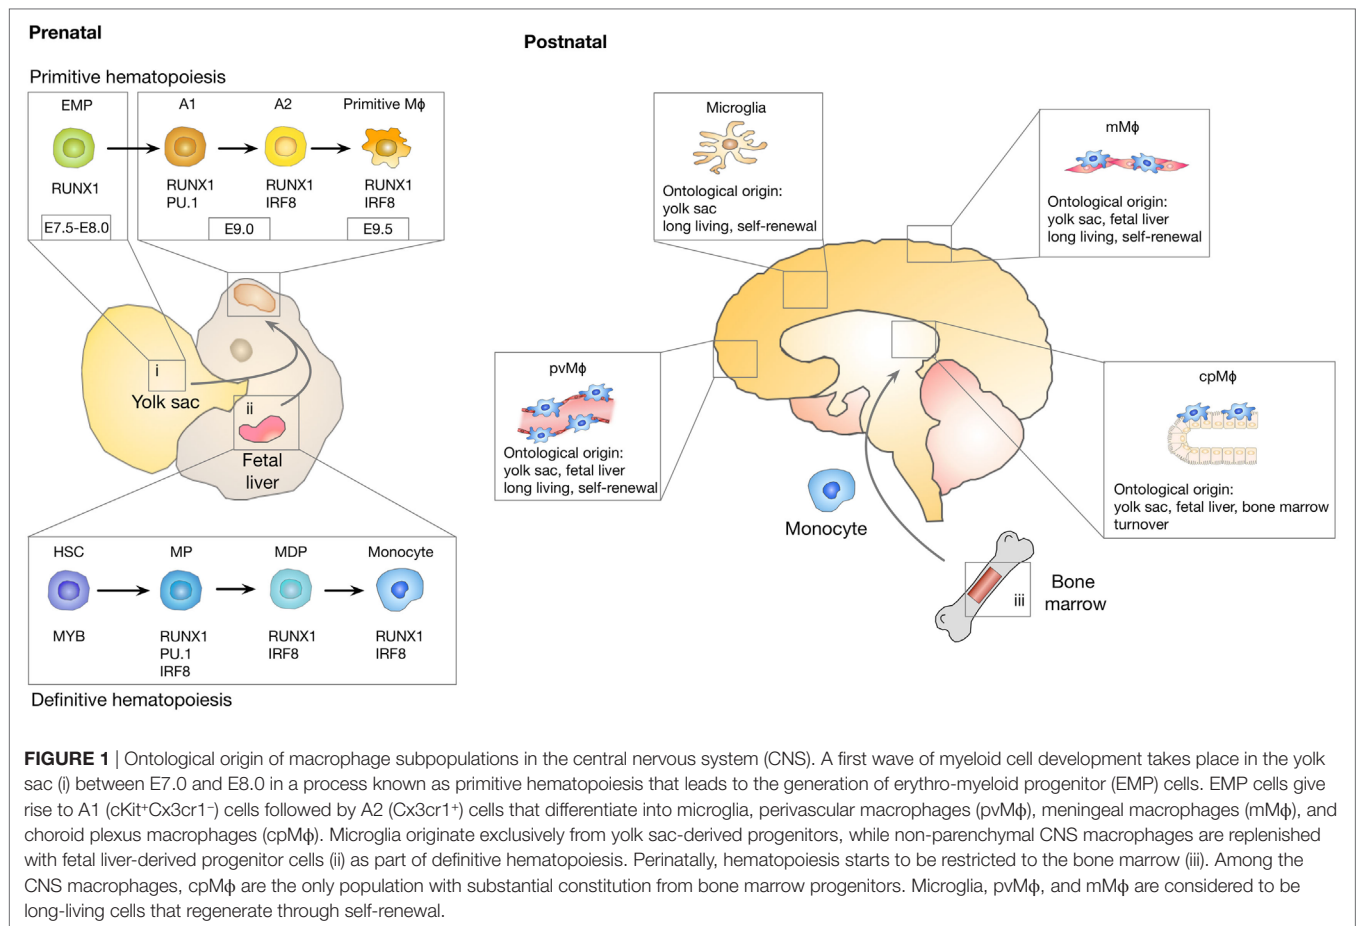 Prenatal
Primitive hematopoiesis
EMP
RUNX1
E7.5-E8.0
A1
A2
Primitive Mϕ
RUNX1
PU.1
RUNX1
IRF8
RUNX1
IRF8
E9.0
E9.5
i
Yolk sac
ii
Fetal
liver
HSC
MP
MDP
Monocyte
MYB
RUNX1
PU.1
IRF8
RUNX1
IRF8
RUNX1
IRF8
Definitive hematopoiesis
Postnatal
Microglia
Ontological origin:
yolk sac
long living, self-renewal
mMϕ
Ontological origin:
yolk sac, fetal liver
long living, self-renewal
pvMϕ
Ontological origin:
yolk sac, fetal liver
long living, self-renewal
cpMϕ
Ontological origin:
yolk sac, fetal liver, bone marrow
turnover
Monocyte
iii
Bone
marrow
FIGURE 1 | Ontological origin of macrophage subpopulations in the central nervous system (CNS). A first wave of myeloid cell development takes place in the yolk
sac (i) between E7.0 and E8.0 in a process known as primitive hematopoiesis that leads to the generation of erythro-myeloid progenitor (EMP) cells. EMP cells give
rise to A1 (cKit⁺Cx3cr1⁻) cells followed by A2 (Cx3cr1⁺) cells that differentiate into microglia, perivascular macrophages (pvMϕ), meningeal macrophages (mMϕ), and
choroid plexus macrophages (cpMϕ). Microglia originate exclusively from yolk sac-derived progenitors, while non-parenchymal CNS macrophages are replenished
with fetal liver-derived progenitor cells (ii) as part of definitive hematopoiesis. Perinatally, hematopoiesis starts to be restricted to the bone marrow (iii). Among the
CNS macrophages, cpMϕ are the only population with substantial constitution from bone marrow progenitors. Microglia, pvMϕ, and mMϕ are considered to be
long-living cells that regenerate through self-renewal.